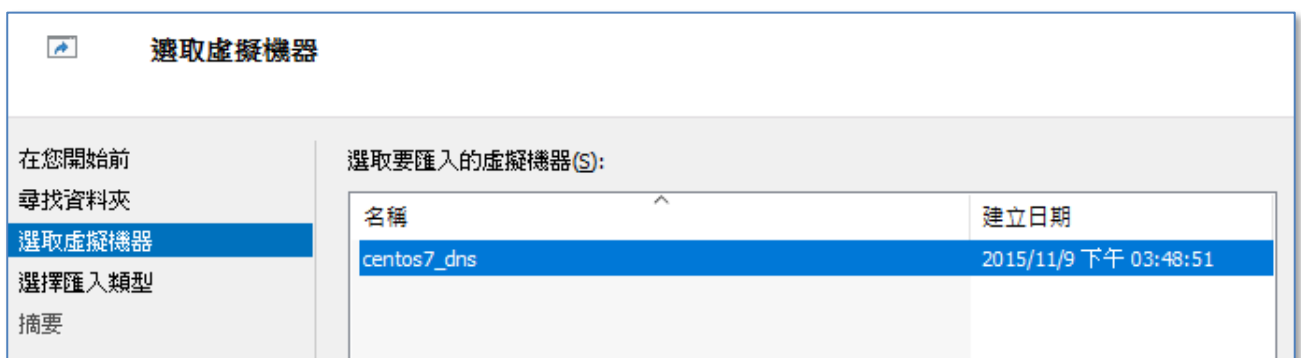 選取虛擬機器
在您開始前
尋找資料夾
選取虛擬機器
選擇匯入類型
摘要
選取要匯入的虛擬機器(S):
名稱 建立日期
centos7_dns 2015/11/9 下午 03:48:51